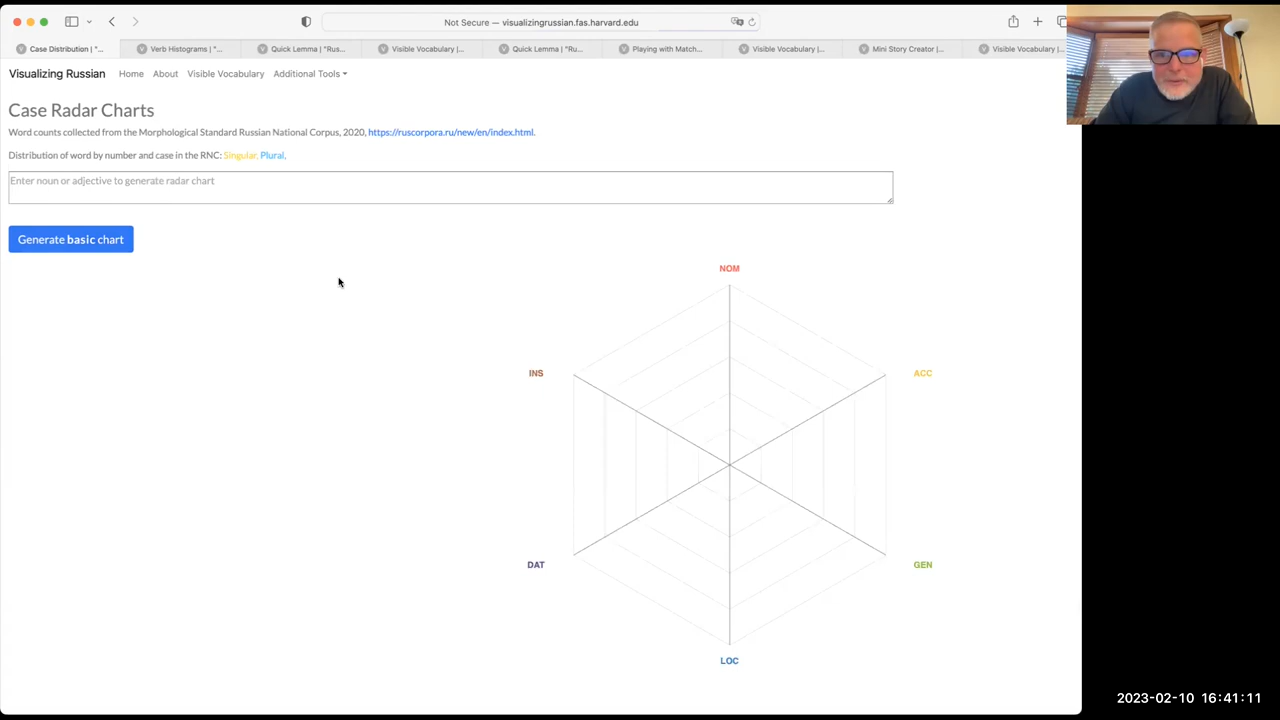 Not Secure — visualizingrussian.fas.harvard.edu
Case Distribution | "...
Verb Histograms | "...
Quick Lemma | "Rus...
Visible Vocabulary |...
Quick Lemma | "Ru...
Playing with Match...
Visible Vocabulary |...
Mini Story Creator |...
Visible Vocabulary |...
Visualizing Russian Home About Visible Vocabulary Additional Tools
Case Radar Charts
Word counts collected from the Morphological Standard Russian National Corpus, 2020, https://ruscorpora.ru/new/en/index.html.
Distribution of word by number and case in the RNC: Singular, Plural.
Enter noun or adjective to generate radar chart
Generate basic chart
NOM
INS
ACC
DAT
GEN
LOC
2023-02-10 16:41:11